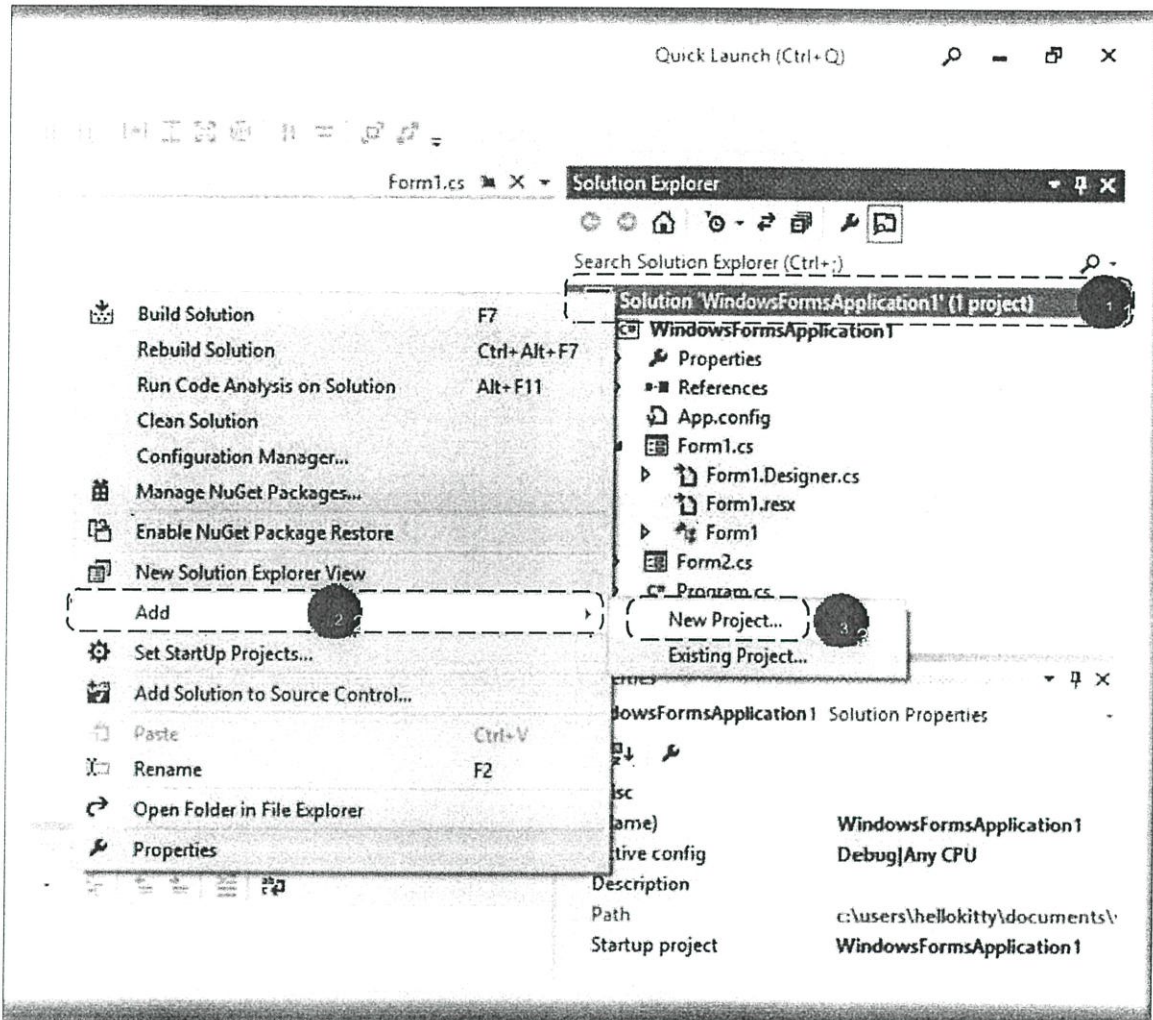 Quick Launch (Ctrl+Q)
Form1.cs
Solution Explorer
Search Solution Explorer (Ctrl+;)
Solution 'WindowsFormsApplication1' (1 project) 1
WindowsFormsApplication1
Properties
References
App.config
Form1.cs
Form1.Designer.cs
Form1.resx
Form1
Form2.cs
C# Program.cs
Build Solution F7
Rebuild Solution Ctrl+Alt+F7
Run Code Analysis on Solution Alt+F11
Clean Solution
Configuration Manager...
Manage NuGet Packages...
Enable NuGet Package Restore
New Solution Explorer View
Add 2
Set StartUp Projects...
Add Solution to Source Control...
Paste Ctrl+V
Rename F2
Open Folder in File Explorer
Properties
New Project... 3
Existing Project...
dowsFormsApplication1 Solution Properties
isc
ame) WindowsFormsApplication1
tive config Debug|Any CPU
Description
Path c:\users\hellokitty\documents\
Startup project WindowsFormsApplication1